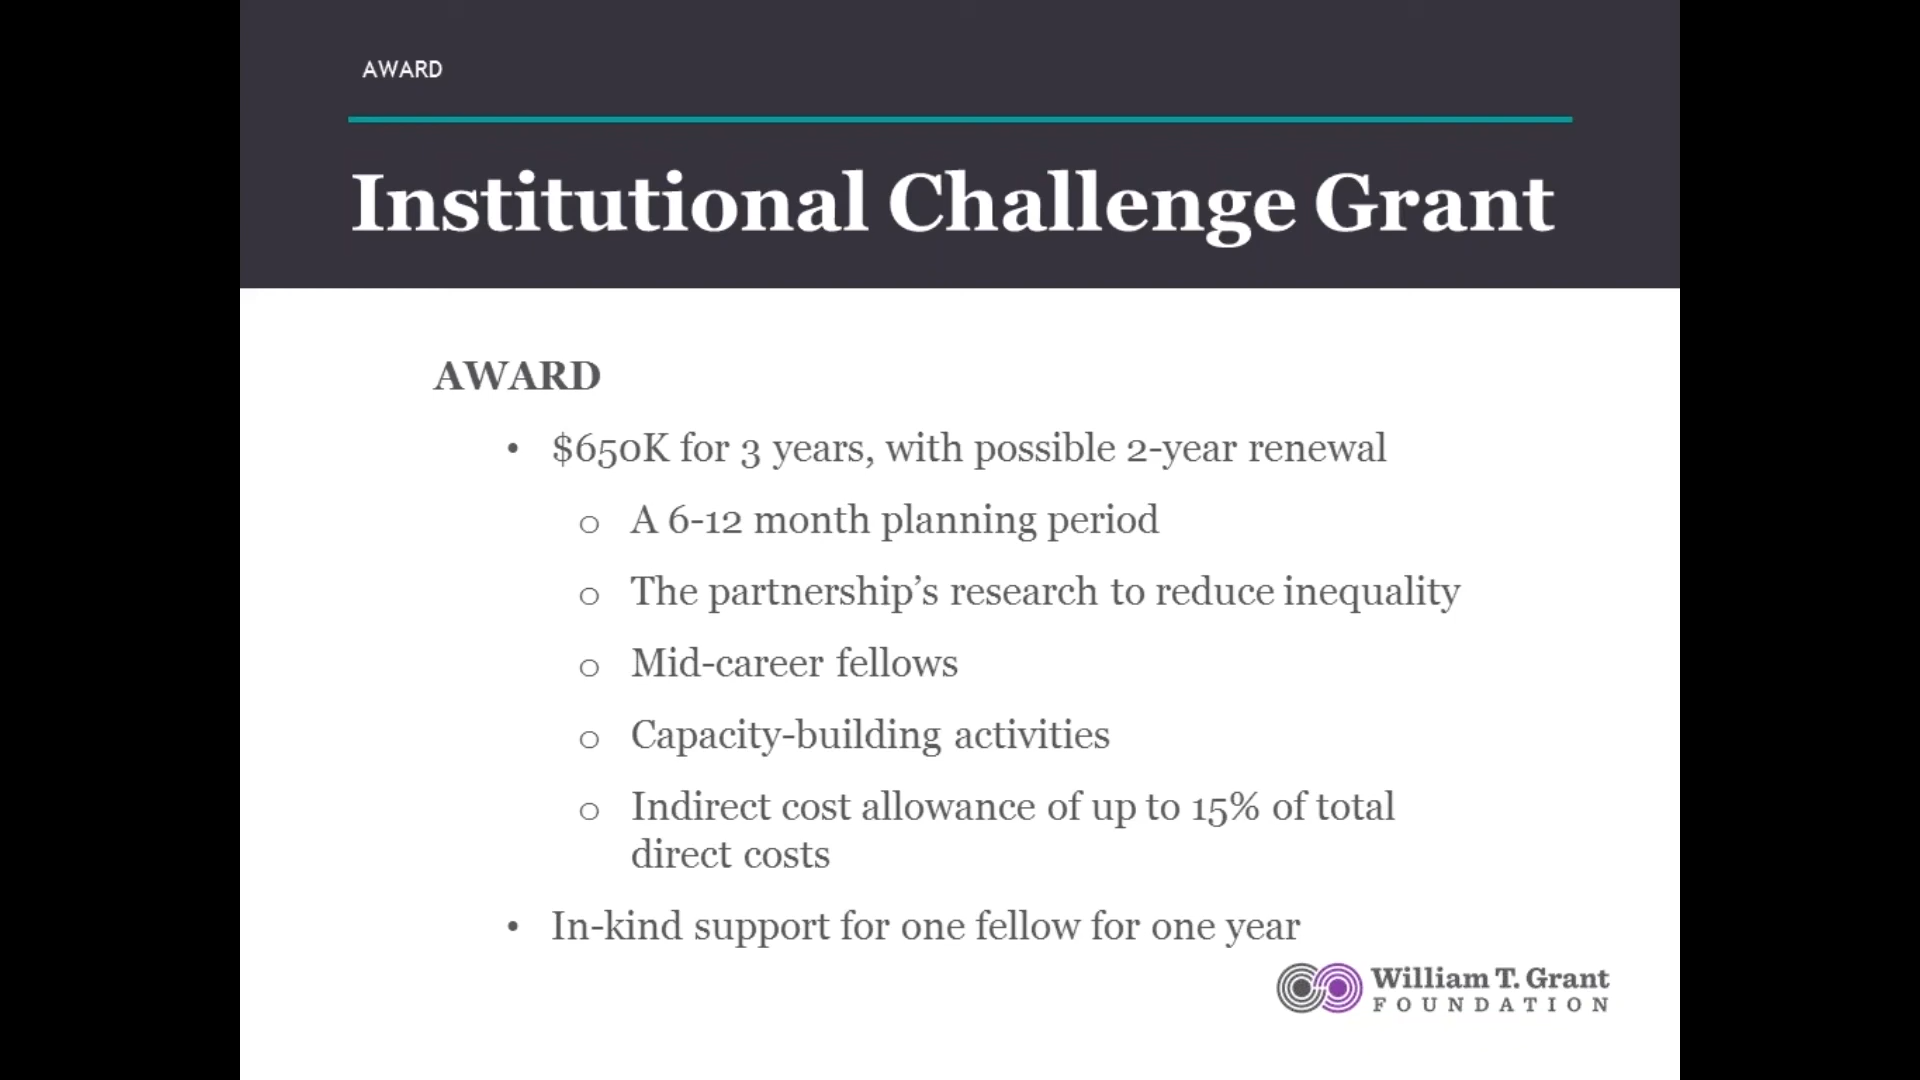 AWARD
Institutional Challenge Grant
AWARD
• $650K for 3 years, with possible 2-year renewal
o A 6-12 month planning period
o The partnership’s research to reduce inequality
o Mid-career fellows
o Capacity-building activities
o Indirect cost allowance of up to 15% of total
direct costs
• In-kind support for one fellow for one year
William T. Grant
FOUNDATION